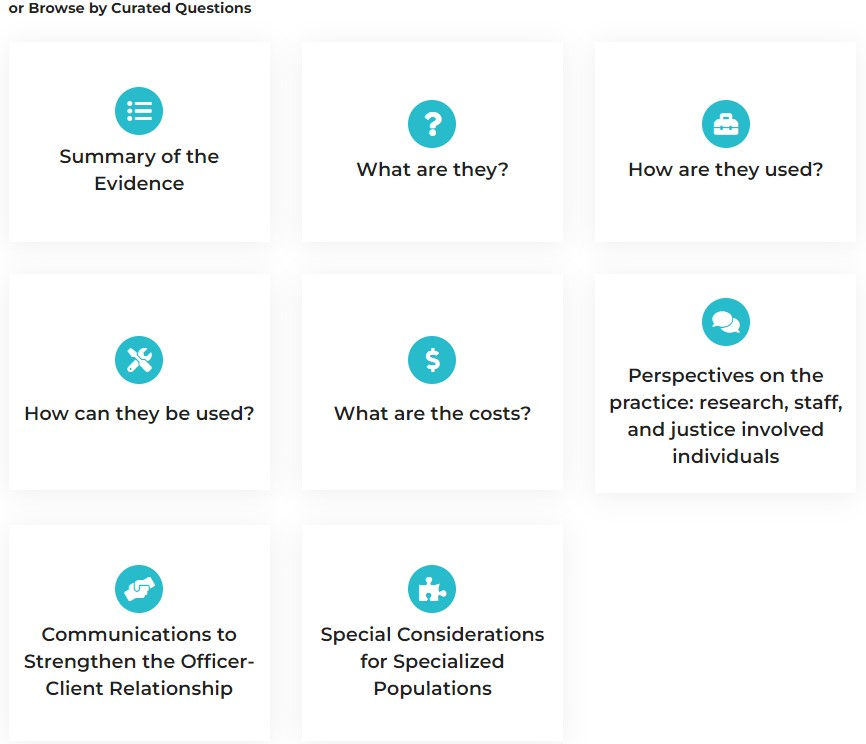 or Browse by Curated Questions
Summary of the
Evidence
What are they?
How are they used?
How can they be used?
What are the costs?
Perspectives on the
practice: research, staff,
and justice involved
individuals
Communications to
Strengthen the Officer-
Client Relationship
Special Considerations
for Specialized
Populations